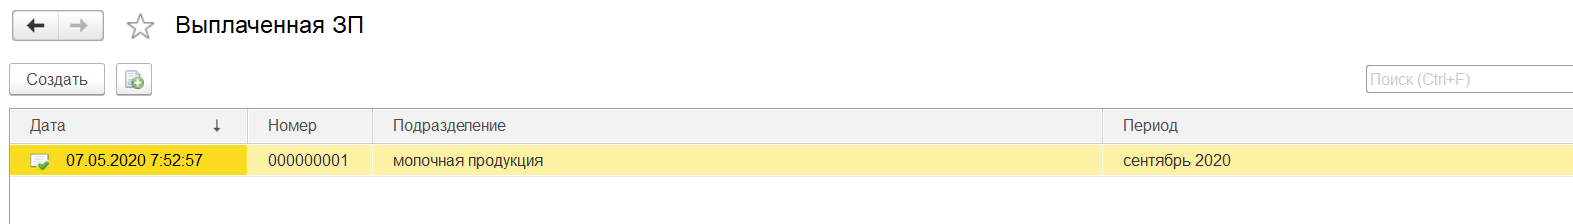 Выплаченная ЗП
Создать
Поиск (Ctrl+F)
Дата Номер Подразделение Период
07.05.2020 7:52:57 000000001 молочная продукция сентябрь 2020